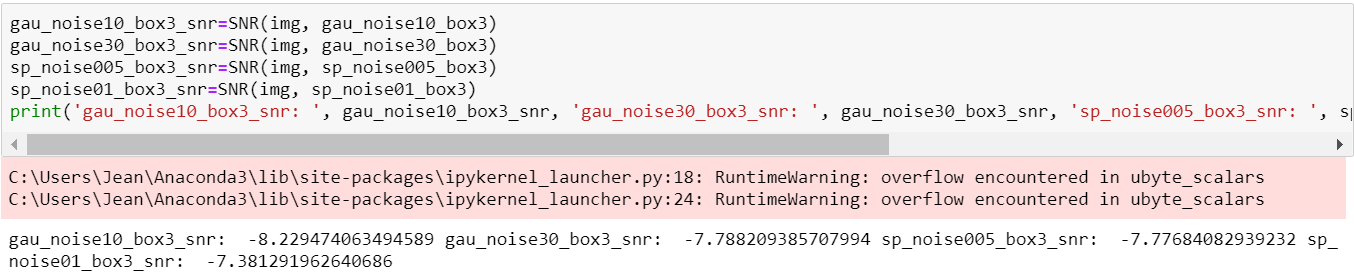 gau_noise10_box3_snr=SNR(img, gau_noise10_box3)
gau_noise30_box3_snr=SNR(img, gau_noise30_box3)
sp_noise005_box3_snr=SNR(img, sp_noise005_box3)
sp_noise01_box3_snr=SNR(img, sp_noise01_box3)
print('gau_noise10_box3_snr: ', gau_noise10_box3_snr, 'gau_noise30_box3_snr: ', gau_noise30_box3_snr, 'sp_noise005_box3_snr: ', sp
C:\Users\Jean\Anaconda3\lib\site-packages\ipykernel_launcher.py:18: RuntimeWarning: overflow encountered in ubyte_scalars
C:\Users\Jean\Anaconda3\lib\site-packages\ipykernel_launcher.py:24: RuntimeWarning: overflow encountered in ubyte_scalars
gau_noise10_box3_snr:  -8.229474063494589 gau_noise30_box3_snr:  -7.788209385707994 sp_noise005_box3_snr:  -7.77684082939232 sp_
noise01_box3_snr:  -7.381291962640686